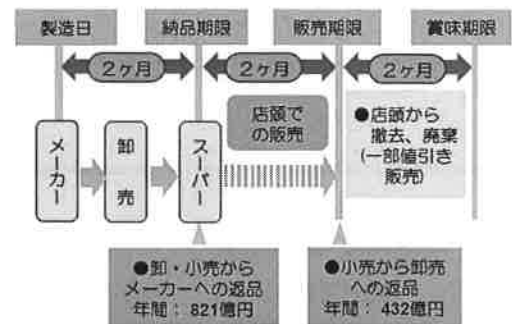 製造日
納品期限
販売期限
賞味期限
2ヶ月
2ヶ月
2ヶ月
メーカー
卸売
スーパー
店頭で
の販売
●店頭から
撤去、廃棄
(一部値引き
販売)
●卸・小売から
メーカーへの返品
年間：821億円
●小売から卸売
への返品
年間：432億円